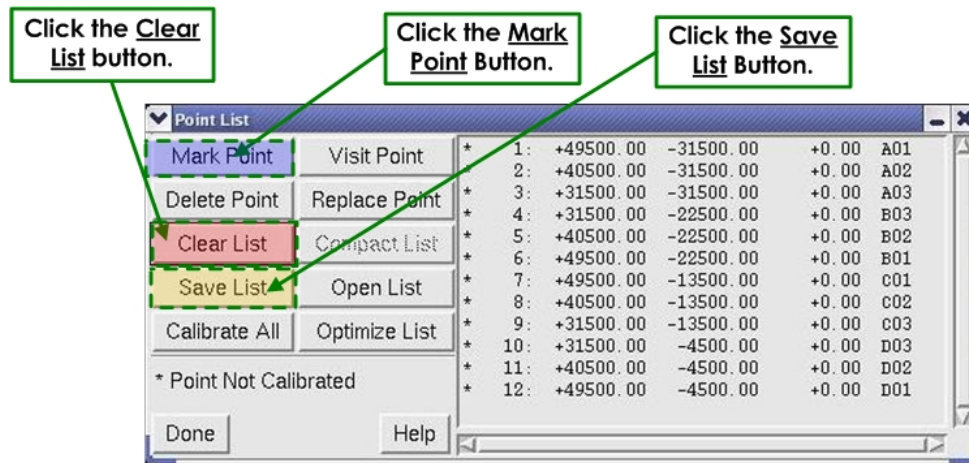 Click the Clear
List button.
Click the Mark
Point Button.
Click the Save
List Button.
Point List
Mark Point Visit Point
Delete Point Replace Point
Clear List Compact List
Save List Open List
Calibrate All Optimize List
* Point Not Calibrated
Done Help
* 1: +49500.00 -31500.00 +0.00 A01
* 2: +40500.00 -31500.00 +0.00 A02
* 3: +31500.00 -31500.00 +0.00 A03
* 4: +31500.00 -22500.00 +0.00 B03
* 5: +40500.00 -22500.00 +0.00 B02
* 6: +49500.00 -22500.00 +0.00 B01
* 7: +49500.00 -13500.00 +0.00 C01
* 8: +40500.00 -13500.00 +0.00 C02
* 9: +31500.00 -13500.00 +0.00 C03
* 10: +31500.00 -4500.00 +0.00 D03
* 11: +40500.00 -4500.00 +0.00 D02
* 12: +49500.00 -4500.00 +0.00 D01